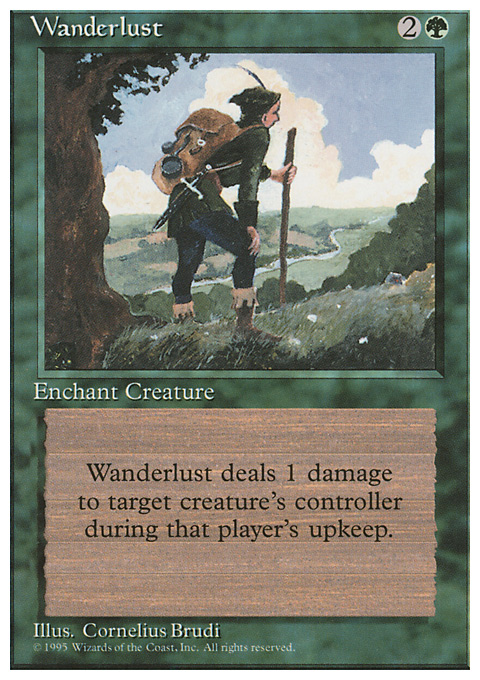 Wanderlust 2
Enchant Creature
Wanderlust deals 1 damage
to target creature's controller
during that player's upkeep.
Illus. Cornelius Brudi
© 1995 Wizards of the Coast, Inc. All rights reserved.